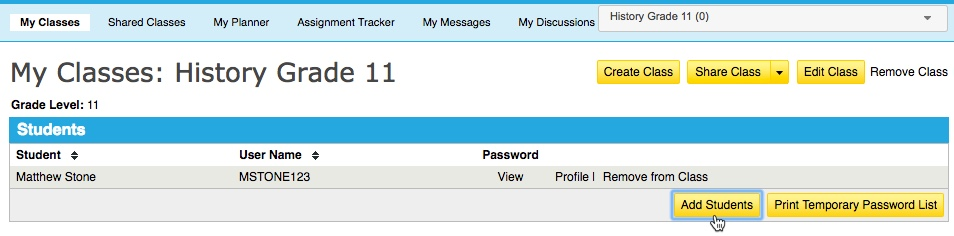 My Classes Shared Classes My Planner Assignment Tracker My Messages My Discussions History Grade 11 (0)
My Classes: History Grade 11 Create Class Share Class Edit Class Remove Class
Grade Level: 11
Students
Student User Name Password
Matthew Stone MSTONE123 View Profile | Remove from Class
Add Students Print Temporary Password List